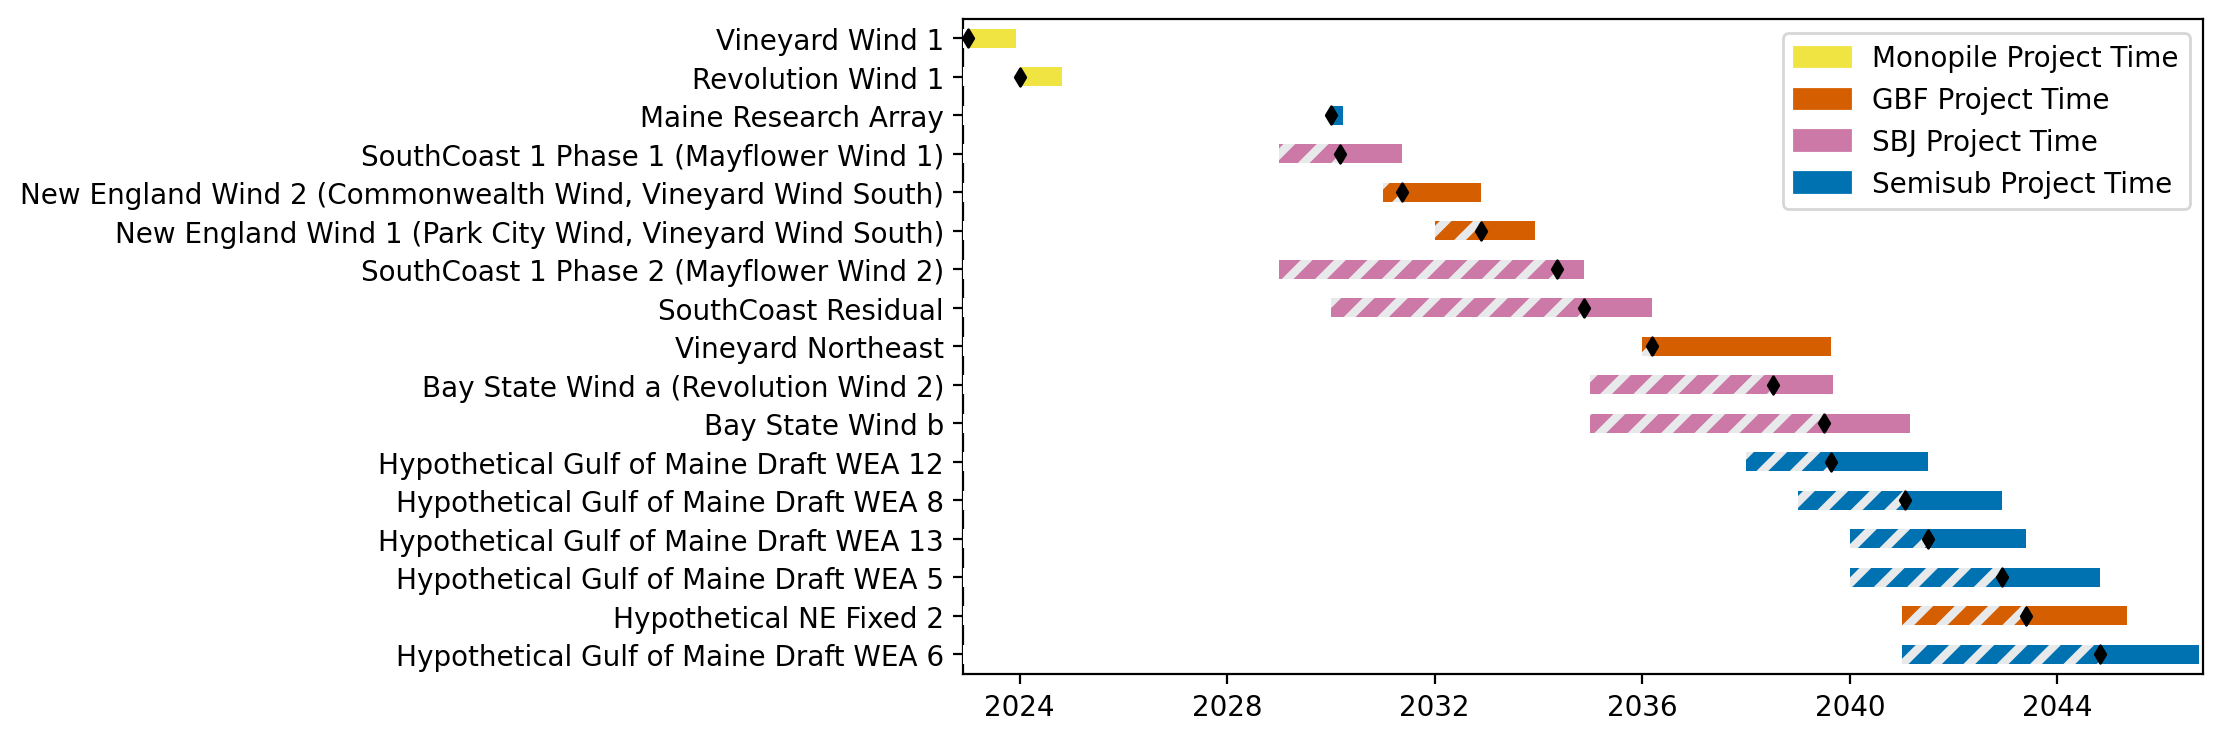 Vineyard Wind 1
Revolution Wind 1
Maine Research Array
SouthCoast 1 Phase 1 (Mayflower Wind 1)
New England Wind 2 (Commonwealth Wind, Vineyard Wind South)
New England Wind 1 (Park City Wind, Vineyard Wind South)
SouthCoast 1 Phase 2 (Mayflower Wind 2)
SouthCoast Residual
Vineyard Northeast
Bay State Wind a (Revolution Wind 2)
Bay State Wind b
Hypothetical Gulf of Maine Draft WEA 12
Hypothetical Gulf of Maine Draft WEA 8
Hypothetical Gulf of Maine Draft WEA 13
Hypothetical Gulf of Maine Draft WEA 5
Hypothetical NE Fixed 2
Hypothetical Gulf of Maine Draft WEA 6
Monopile Project Time
GBF Project Time
SBJ Project Time
Semisub Project Time
2024 2028 2032 2036 2040 2044